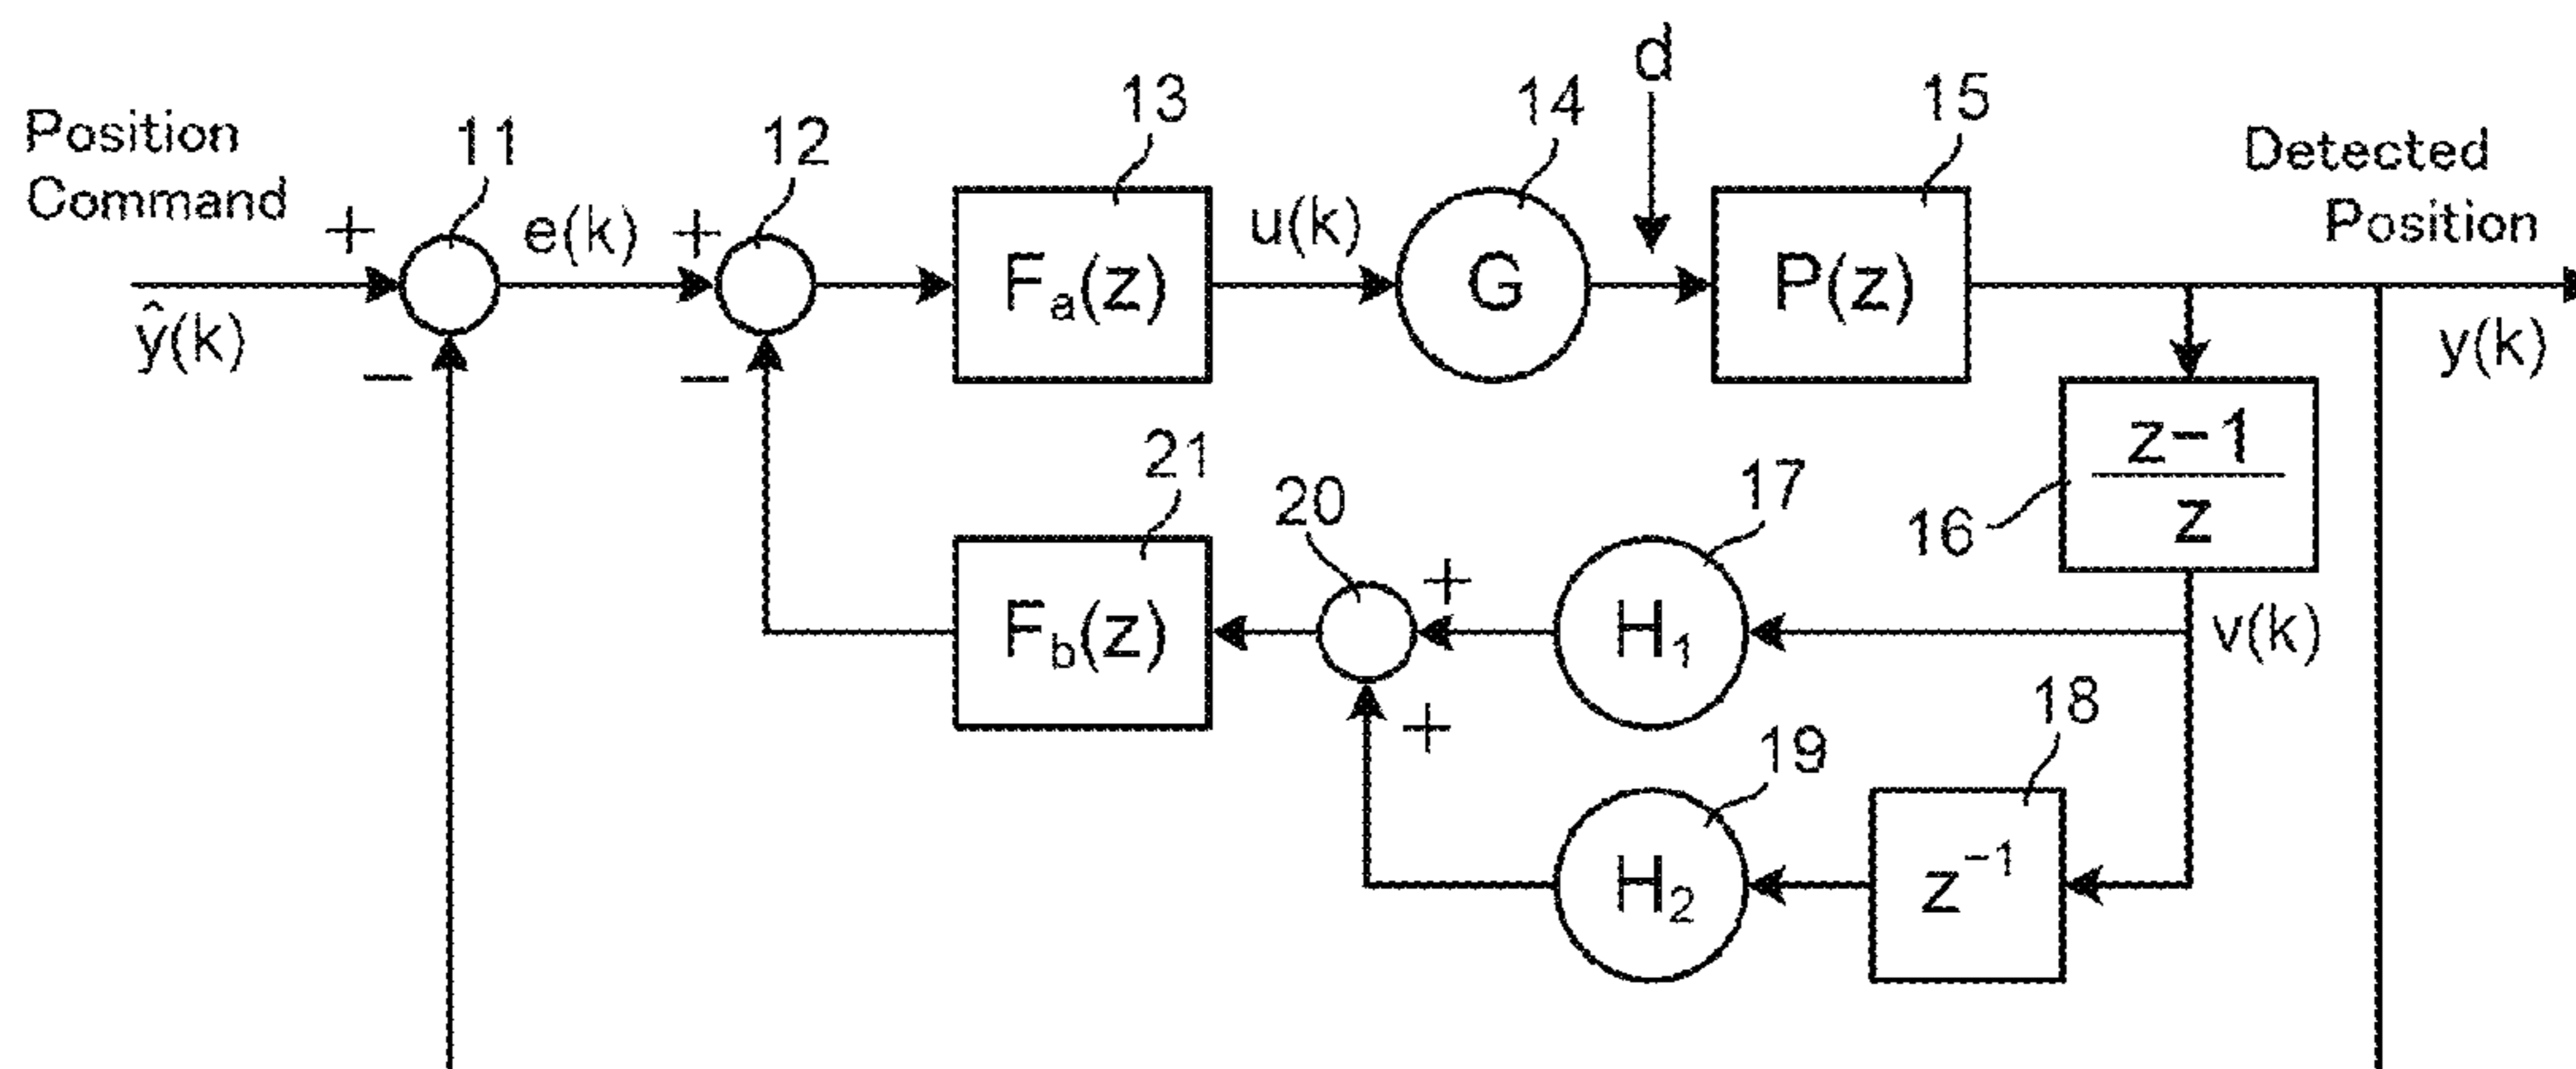 d
13
14
15
Position
Command
11
12
Detected
Position
+
e(k)
+
Fa(z)
u(k)
G
P(z)
ŷ(k)
−
−
y(k)
z−1
z
16
21
20
17
Fb(z)
+
H1
v(k)
+
18
19
H2
z−1